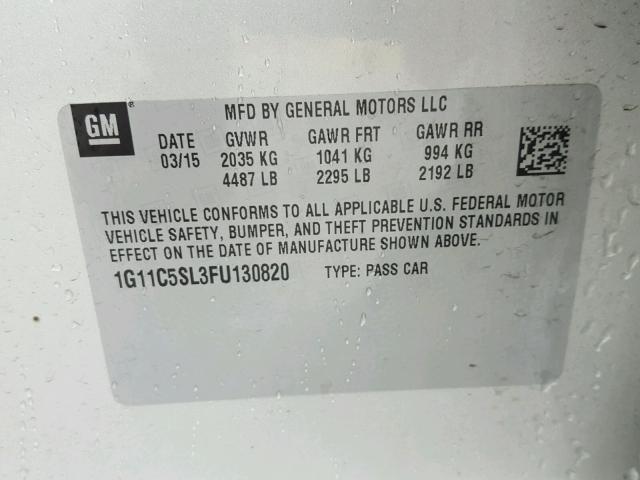 GM ®
MFD BY GENERAL MOTORS LLC
DATE GVWR GAWR FRT GAWR RR
03/15 2035 KG 1041 KG 994 KG
4487 LB 2295 LB 2192 LB
THIS VEHICLE CONFORMS TO ALL APPLICABLE U.S. FEDERAL MOTOR
VEHICLE SAFETY, BUMPER, AND THEFT PREVENTION STANDARDS IN
EFFECT ON THE DATE OF MANUFACTURE SHOWN ABOVE.
1G11C5SL3FU130820 TYPE: PASS CAR